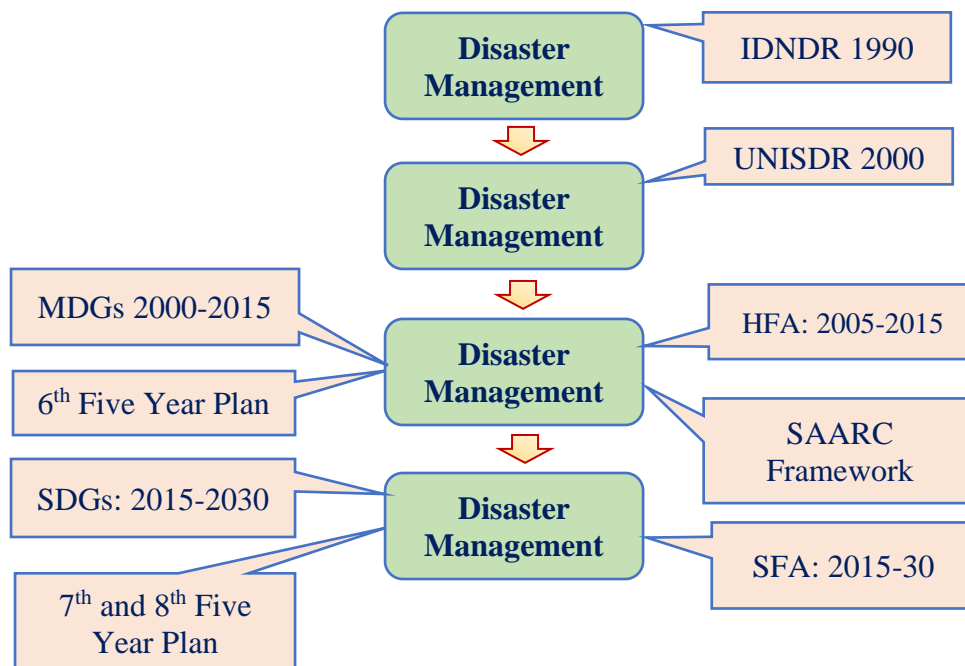 Disaster
Management
IDNDR 1990
Disaster
Management
UNISDR 2000
MDGs 2000-2015
6th Five Year Plan
Disaster
Management
HFA: 2005-2015
SAARC
Framework
SDGs: 2015-2030
7th and 8th Five
Year Plan
Disaster
Management
SFA: 2015-30